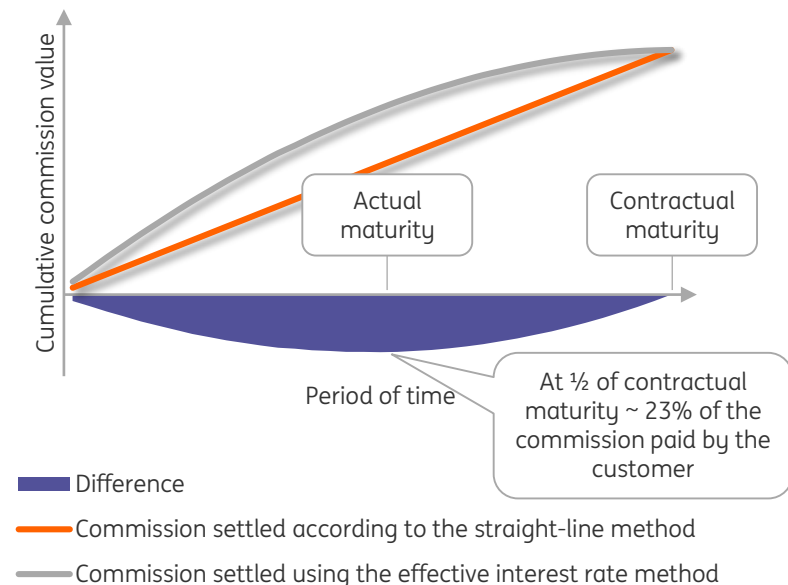 Cumulative commission value
Actual
maturity
Contractual
maturity
Period of time
At ½ of contractual
maturity ~ 23% of the
commission paid by the
customer
Difference
Commission settled according to the straight-line method
Commission settled using the effective interest rate method